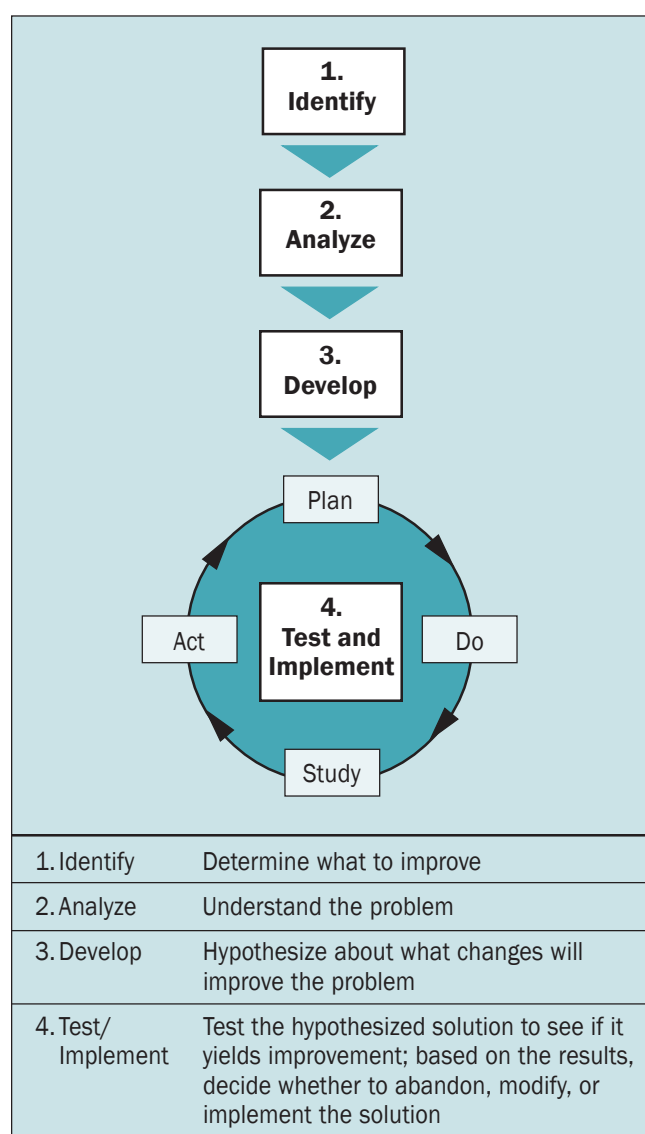 1.
Identify
2.
Analyze
3.
Develop
Plan
Act
4.
Test and
Implement
Do
Study
1. Identify Determine what to improve
2. Analyze Understand the problem
3. Develop Hypothesize about what changes will
improve the problem
4. Test/ Test the hypothesized solution to see if it
Implement yields improvement; based on the results,
decide whether to abandon, modify, or
implement the solution